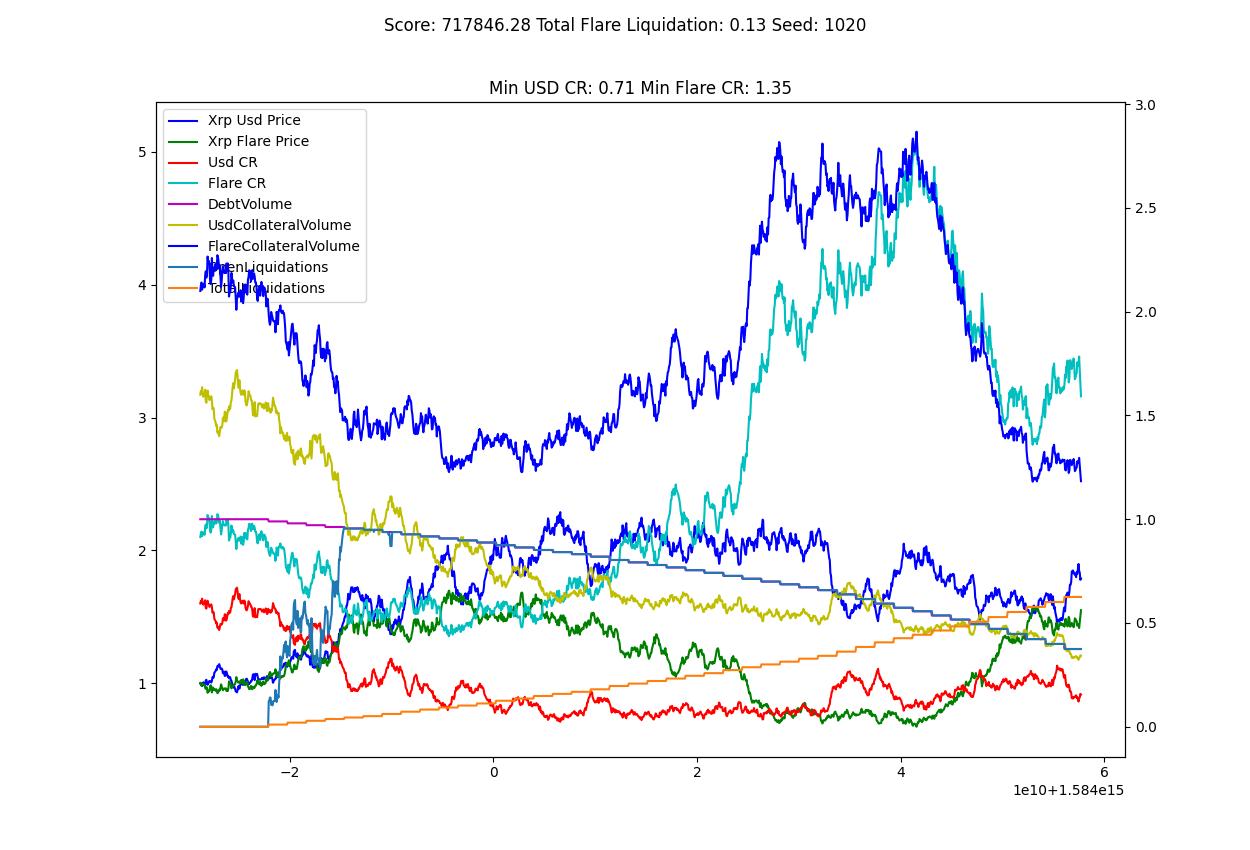 Score: 717846.28 Total Flare Liquidation: 0.13 Seed: 1020
Min USD CR: 0.71 Min Flare CR: 1.35
Xrp Usd Price
Xrp Flare Price
Usd CR
Flare CR
DebtVolume
UsdCollateralVolume
FlareCollateralVolume
OpenLiquidations
TotalLiquidations
5
4
3
2
1
3.0
2.5
2.0
1.5
1.0
0.5
0.0
−2
0
2
4
6
1e10+1.584e15